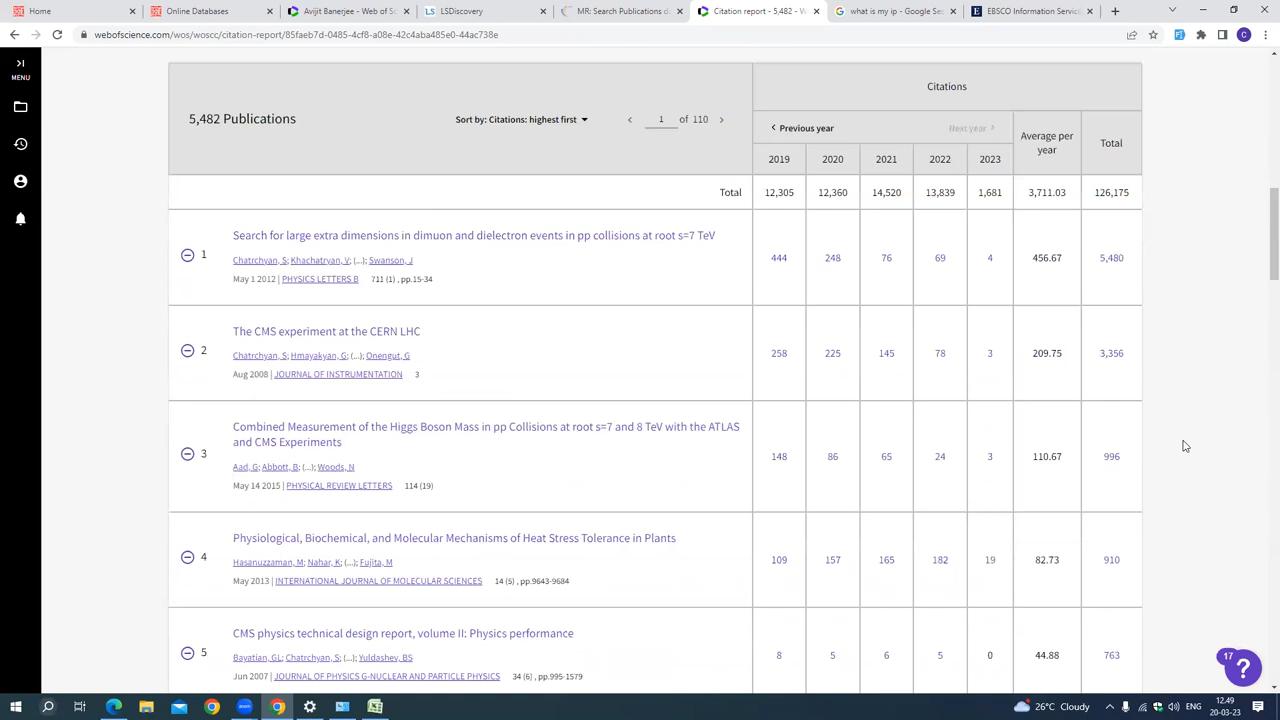 Home
Online Databases
Avijit Banerjee - Web of S
LSDiscovery
MR: Search Publications d
Citation report - 5,482 - W
what is my ip - Google Sea
EBSCO Information Servic
webofscience.com/wos/woscc/citation-report/85faeb7d-0485-4cf8-a08e-42c4aba485e0-44ac738e
MENU
5,482 Publications
Sort by: Citations: highest first
1 of 110
Citations
Previous year
Next year
Average per year
Total
2019 2020 2021 2022 2023
Total 12,305 12,360 14,520 13,839 1,681 3,711.03 126,175
1
Search for large extra dimensions in dimuon and dielectron events in pp collisions at root s=7 TeV
Chatrchyan, S; Khachatryan, V; (...); Swanson, J
May 1 2012 | PHYSICS LETTERS B 711 (1) , pp.15-34
444 248 76 69 4 456.67 5,480
2
The CMS experiment at the CERN LHC
Chatrchyan, S; Hmayakyan, G; (...); Onengut, G
Aug 2008 | JOURNAL OF INSTRUMENTATION 3
258 225 145 78 3 209.75 3,356
3
Combined Measurement of the Higgs Boson Mass in pp Collisions at root s=7 and 8 TeV with the ATLAS
and CMS Experiments
Aad, G; Abbott, B; (...); Woods, N
May 14 2015 | PHYSICAL REVIEW LETTERS 114 (19)
148 86 65 24 3 110.67 996
4
Physiological, Biochemical, and Molecular Mechanisms of Heat Stress Tolerance in Plants
Hasanuzzaman, M; Nahar, K; (...); Fujita, M
May 2013 | INTERNATIONAL JOURNAL OF MOLECULAR SCIENCES 14 (5) , pp.9643-9684
109 157 165 182 19 82.73 910
5
CMS physics technical design report, volume II: Physics performance
Bayatian, GL; Chatrchyan, S; (...); Yuldashev, BS
Jun 2007 | JOURNAL OF PHYSICS G-NUCLEAR AND PARTICLE PHYSICS 34 (6) , pp.995-1579
8 5 6 5 0 44.88 763
17
?
26°C Cloudy
ENG
12.49
20-03-23